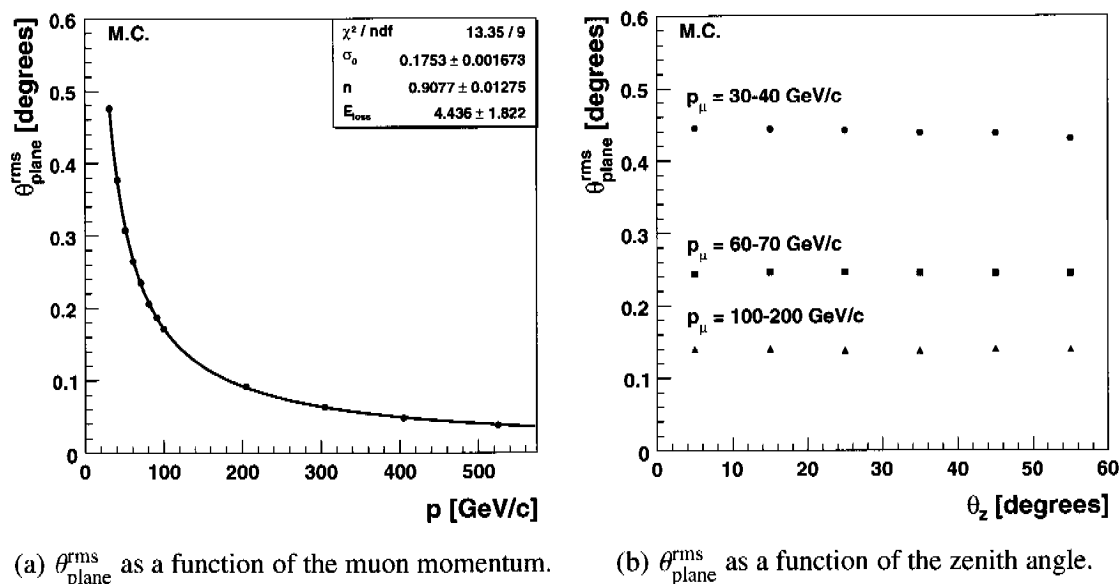 M.C.
χ² / ndf 13.35 / 9
σ₀ 0.1753 ± 0.001673
n 0.9077 ± 0.01275
E_loss 4.436 ± 1.822
θ^rms_plane [degrees]
0.6
0.5
0.4
0.3
0.2
0.1
0
0 100 200 300 400 500
p [GeV/c]
(a) θ^rms_plane as a function of the muon momentum.
M.C.
p_μ = 30-40 GeV/c
p_μ = 60-70 GeV/c
p_μ = 100-200 GeV/c
θ^rms_plane [degrees]
0.6
0.5
0.4
0.3
0.2
0.1
0
0 10 20 30 40 50 60
θ_z [degrees]
(b) θ^rms_plane as a function of the zenith angle.